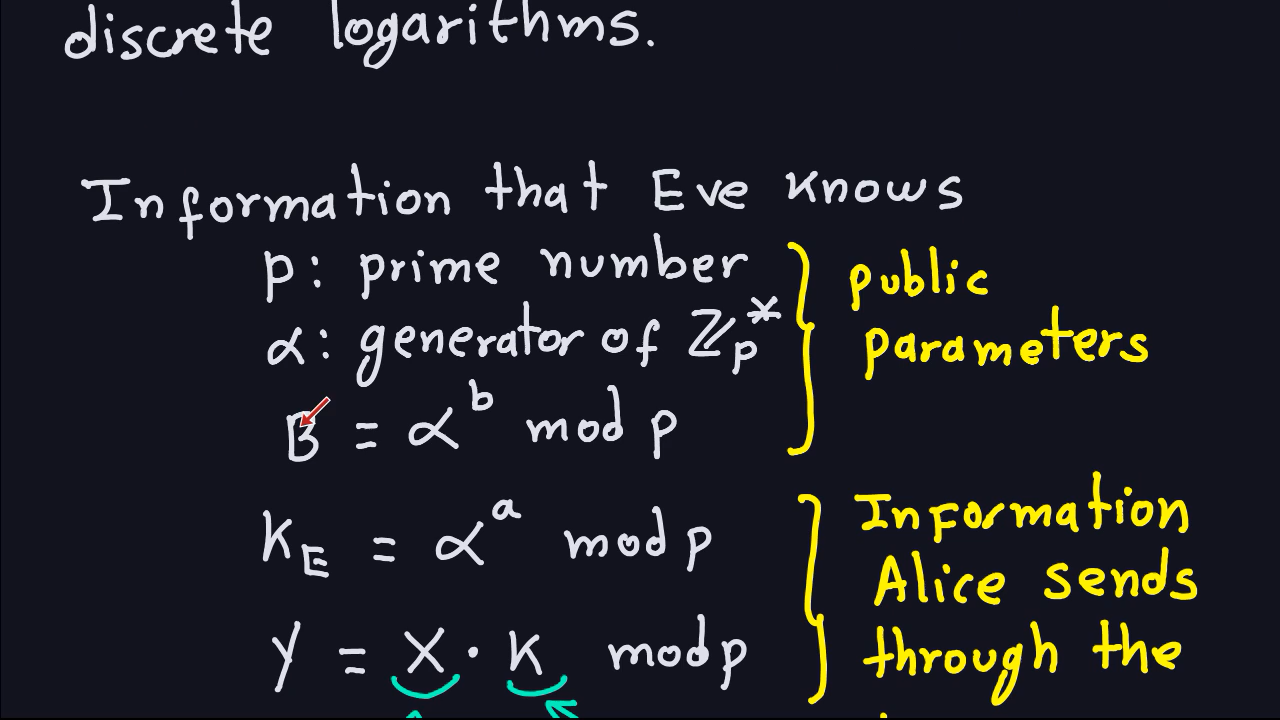 discrete logarithms.
Information that Eve knows
p: prime number
α: generator of ℤₚ*
public
parameters
B = α^b mod p
k_E = α^a mod p
y = x · k mod p
Information
Alice sends
through the